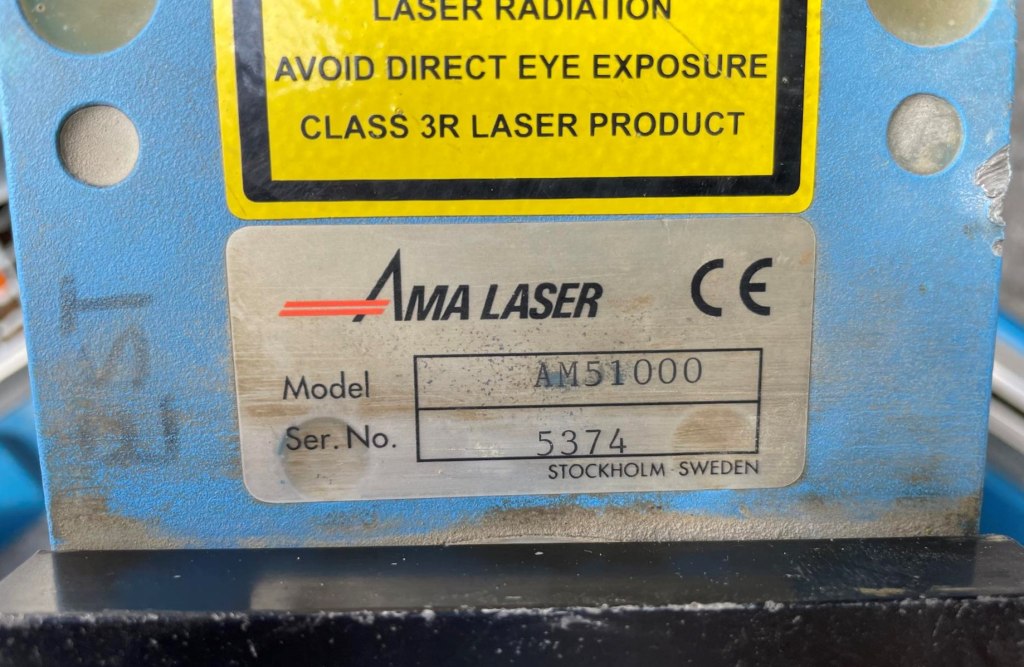 LASER RADIATION
AVOID DIRECT EYE EXPOSURE
CLASS 3R LASER PRODUCT
AMA LASER CE
Model AM51000
Ser. No. 5374
STOCKHOLM SWEDEN